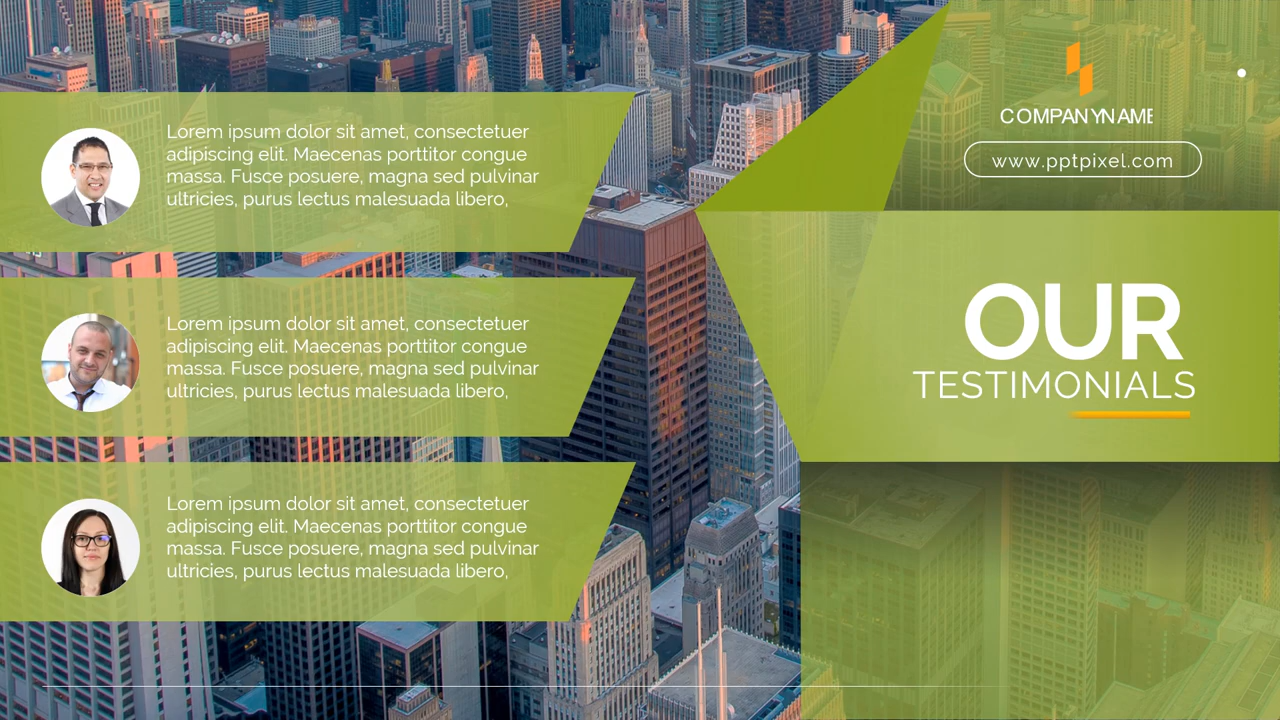 COMPANYNAME
www.pptpixel.com
OUR
TESTIMONIALS
Lorem ipsum dolor sit amet, consectetuer
adipiscing elit. Maecenas porttitor congue
massa. Fusce posuere, magna sed pulvinar
ultricies, purus lectus malesuada libero,
Lorem ipsum dolor sit amet, consectetuer
adipiscing elit. Maecenas porttitor congue
massa. Fusce posuere, magna sed pulvinar
ultricies, purus lectus malesuada libero,
Lorem ipsum dolor sit amet, consectetuer
adipiscing elit. Maecenas porttitor congue
massa. Fusce posuere, magna sed pulvinar
ultricies, purus lectus malesuada libero,